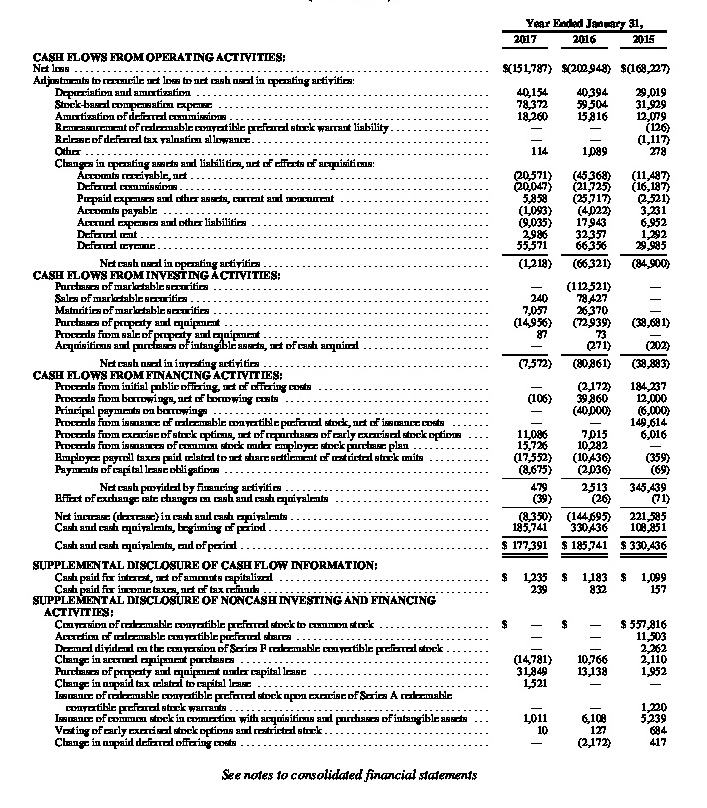 Year Ended January 31,
2017 2016 2015
CASH FLOWS FROM OPERATING ACTIVITIES:
Net loss $(151,787) $(202,948) $(168,227)
Adjustments to reconcile net loss to net cash used in operating activities:
Depreciation and amortization 40,154 40,394 29,019
Stock-based compensation expense 78,372 59,504 31,929
Amortization of deferred commissions 18,260 15,816 12,079
Remeasurement of redeemable convertible preferred stock warrant liability — — (126)
Release of deferred tax valuation allowance — — (1,117)
Other 114 1,089 278
Changes in operating assets and liabilities, net of effects of acquisitions:
Accounts receivable, net (20,571) (45,368) (11,487)
Deferred commissions (20,047) (21,725) (16,187)
Prepaid expenses and other assets, current and noncurrent 5,858 (25,717) (2,521)
Accounts payable (1,093) (4,022) 3,231
Accrued expenses and other liabilities (9,035) 17,943 6,952
Deferred rent 2,986 32,357 1,292
Deferred revenue 55,571 66,356 29,985
Net cash used in operating activities (1,218) (66,321) (84,900)
CASH FLOWS FROM INVESTING ACTIVITIES:
Purchases of marketable securities — (112,521) —
Sales of marketable securities 240 78,427 —
Maturities of marketable securities 7,057 26,370 —
Purchases of property and equipment (14,956) (72,939) (38,681)
Proceeds from sale of property and equipment 87 73 —
Acquisitions and purchases of intangible assets, net of cash acquired — (271) (202)
Net cash used in investing activities (7,572) (80,861) (38,883)
CASH FLOWS FROM FINANCING ACTIVITIES:
Proceeds from initial public offering, net of offering costs — (2,172) 184,237
Proceeds from borrowings, net of borrowing costs (106) 39,860 12,000
Principal payments on borrowings — (40,000) (6,000)
Proceeds from issuance of redeemable convertible preferred stock, net of issuance costs — — 149,614
Proceeds from exercise of stock options, net of repurchases of early exercised stock options 11,086 7,015 6,016
Proceeds from issuances of common stock under employee stock purchase plan 15,726 10,282 —
Employee payroll taxes paid related to net share settlement of restricted stock units (17,552) (10,436) (359)
Payments of capital lease obligations (8,675) (2,036) (69)
Net cash provided by financing activities 479 2,513 345,439
Effect of exchange rate changes on cash and cash equivalents (39) (26) (71)
Net increase (decrease) in cash and cash equivalents (8,350) (144,695) 221,585
Cash and cash equivalents, beginning of period 185,741 330,436 108,851
Cash and cash equivalents, end of period $ 177,391 $ 185,741 $ 330,436
SUPPLEMENTAL DISCLOSURE OF CASH FLOW INFORMATION:
Cash paid for interest, net of amounts capitalized $ 1,235 $ 1,183 $ 1,099
Cash paid for income taxes, net of tax refunds 239 832 157
SUPPLEMENTAL DISCLOSURE OF NONCASH INVESTING AND FINANCING
ACTIVITIES:
Conversion of redeemable convertible preferred stock to common stock $ — $ — $ 557,816
Accretion of redeemable convertible preferred shares — — 11,503
Deemed dividend on the conversion of Series F redeemable convertible preferred stock — — 2,262
Change in accrued equipment purchases (14,781) 10,766 2,110
Purchases of property and equipment under capital lease 31,849 13,138 1,952
Change in unpaid tax related to capital lease 1,521 — —
Issuance of redeemable convertible preferred stock upon exercise of Series A redeemable
convertible preferred stock warrants — — 1,220
Issuance of common stock in connection with acquisitions and purchases of intangible assets 1,011 6,108 5,239
Vesting of early exercised stock options and restricted stock 10 127 684
Change in unpaid deferred offering costs — (2,172) 417
See notes to consolidated financial statements